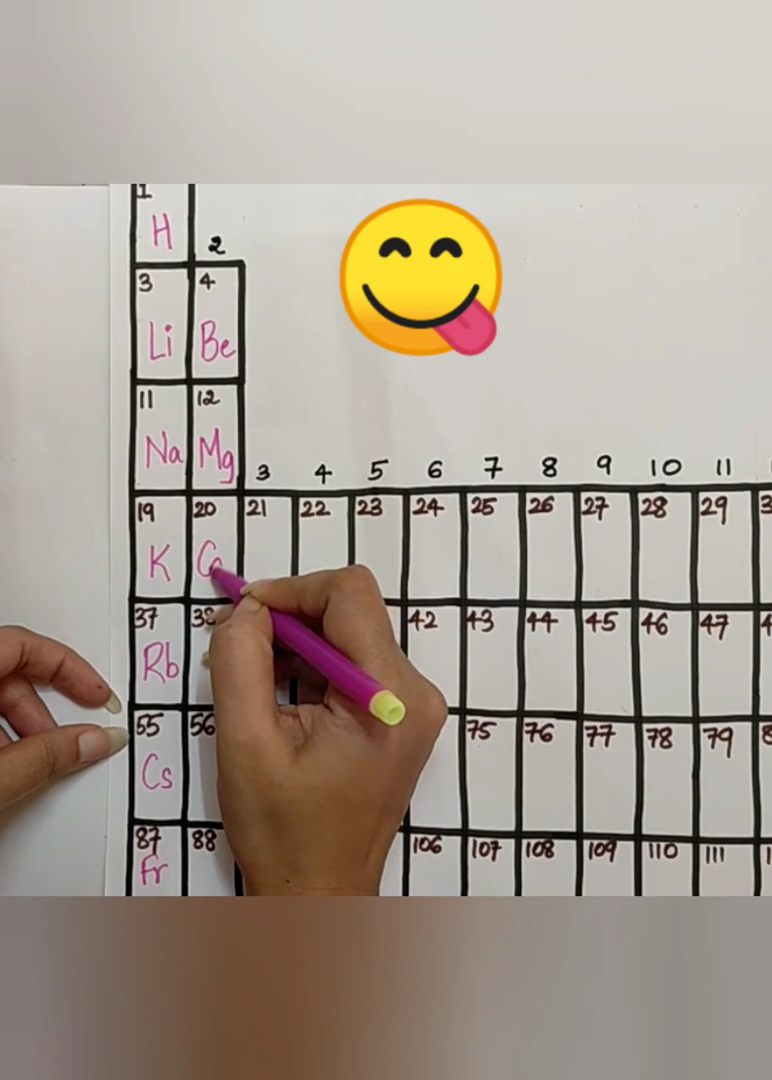 1
H
2
3 4
Li Be
11 12
Na Mg
3 4 5 6 7 8 9 10 11
19 20 21 22 23 24 25 26 27 28 29
K Ca
37 38 42 43 44 45 46 47
Rb
55 56 75 76 77 78 79
Cs
87 88 106 107 108 109 110 111
Fr